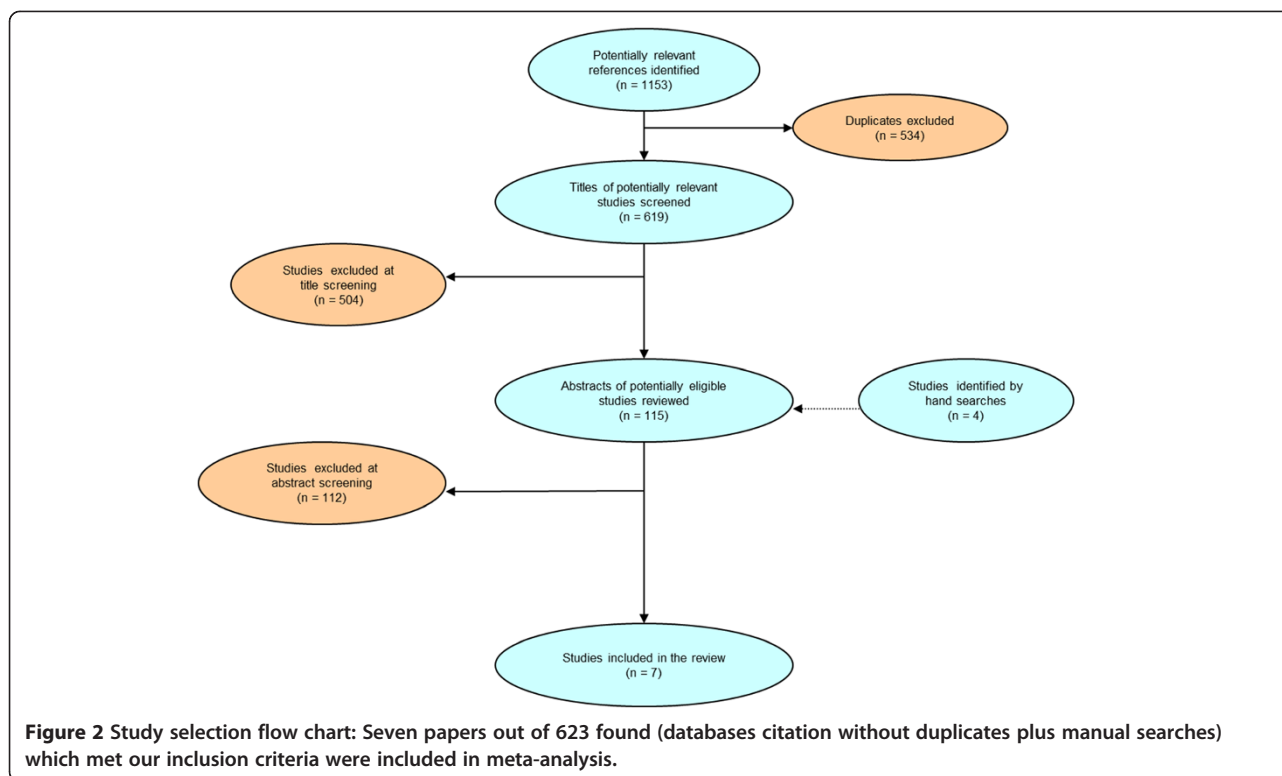 Potentially relevant
references identified
(n = 1153)
Duplicates excluded
(n = 534)
Titles of potentially relevant
studies screened
(n = 619)
Studies excluded at
title screening
(n = 504)
Abstracts of potentially eligible
studies reviewed
(n = 115)
Studies identified by
hand searches
(n = 4)
Studies excluded at
abstract screening
(n = 112)
Studies included in the review
(n = 7)
Figure 2 Study selection flow chart: Seven papers out of 623 found (databases citation without duplicates plus manual searches)
which met our inclusion criteria were included in meta-analysis.